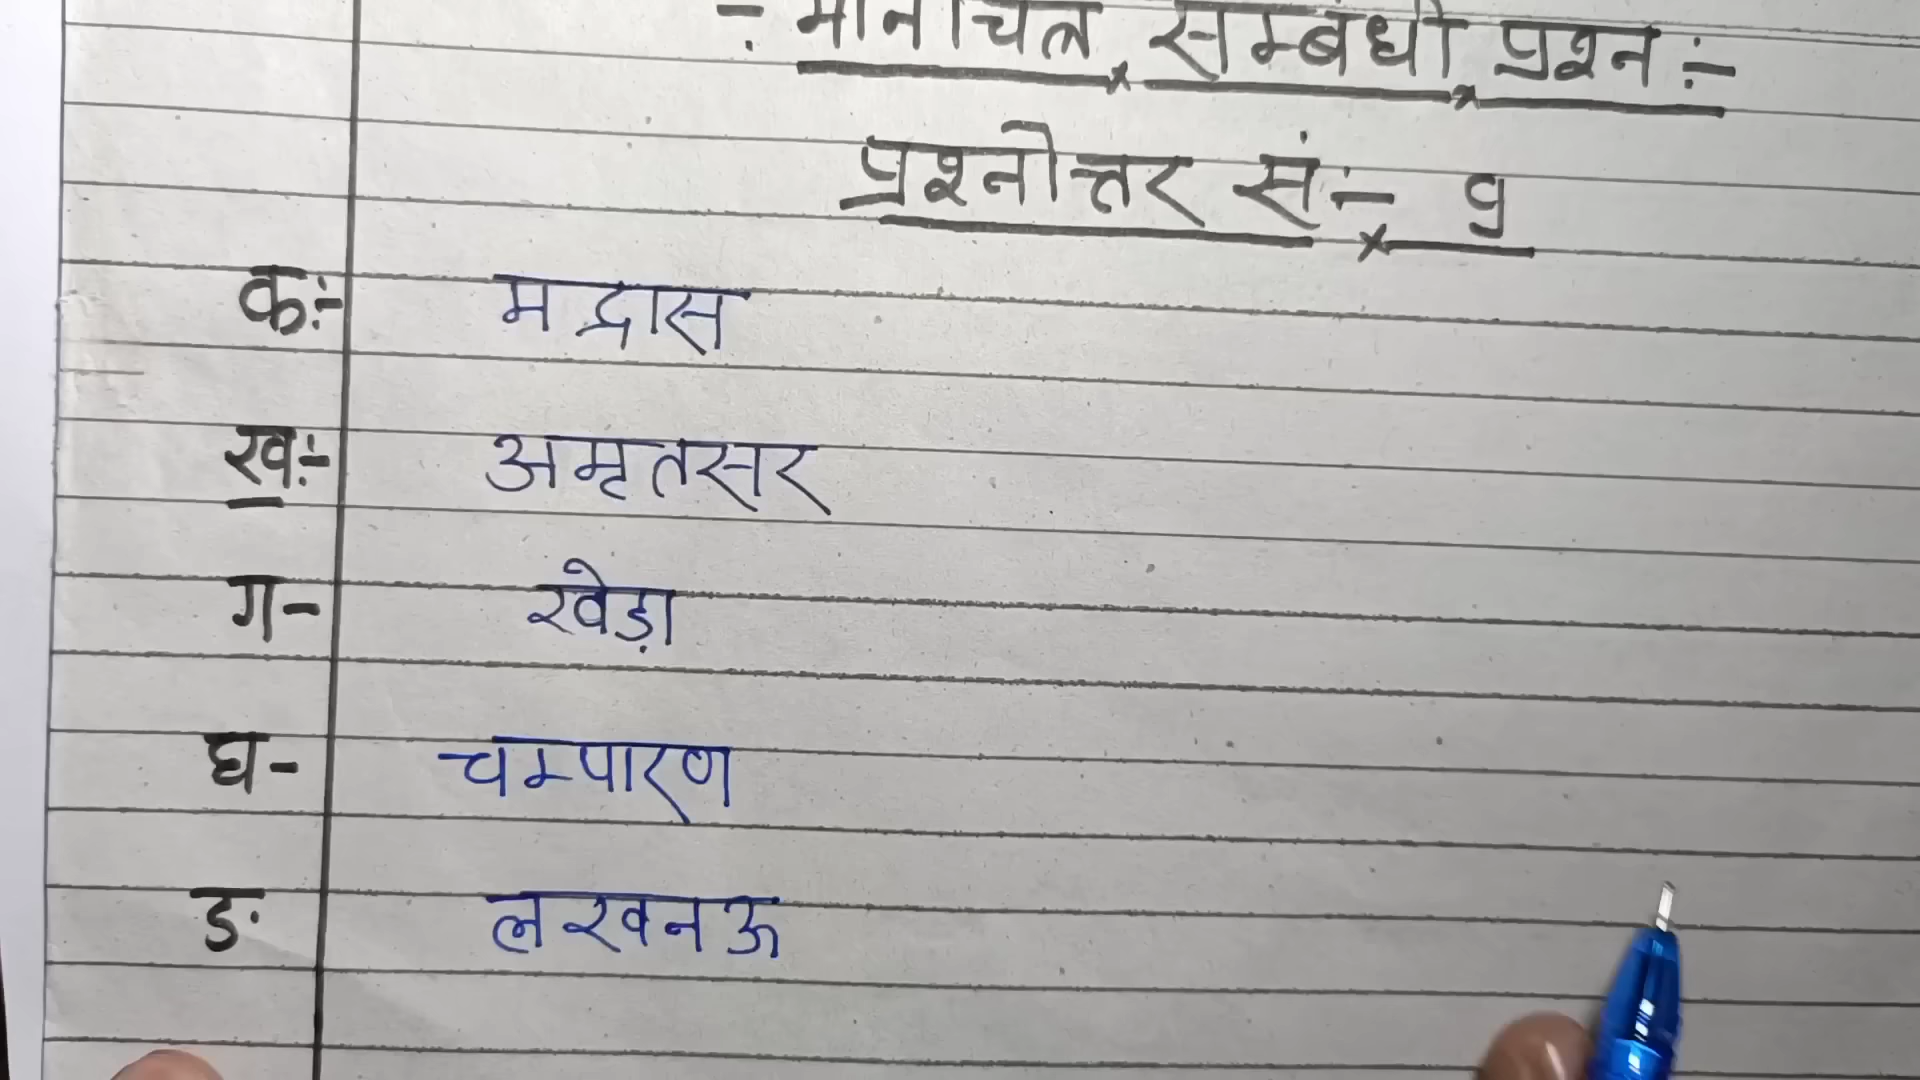 -: मानचित्र सम्बंधी प्रश्न :-
प्रश्नोत्तर सं:- 9
क:- मद्रास
ख:- अमृतसर
ग- खेड़ा
घ- चम्पारण
ङ लखनऊ